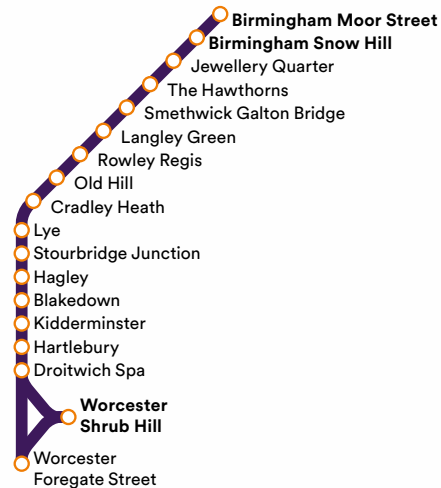 Birmingham Moor Street
Birmingham Snow Hill
Jewellery Quarter
The Hawthorns
Smethwick Galton Bridge
Langley Green
Rowley Regis
Old Hill
Cradley Heath
Lye
Stourbridge Junction
Hagley
Blakedown
Kidderminster
Hartlebury
Droitwich Spa
Worcester
Shrub Hill
Worcester
Foregate Street